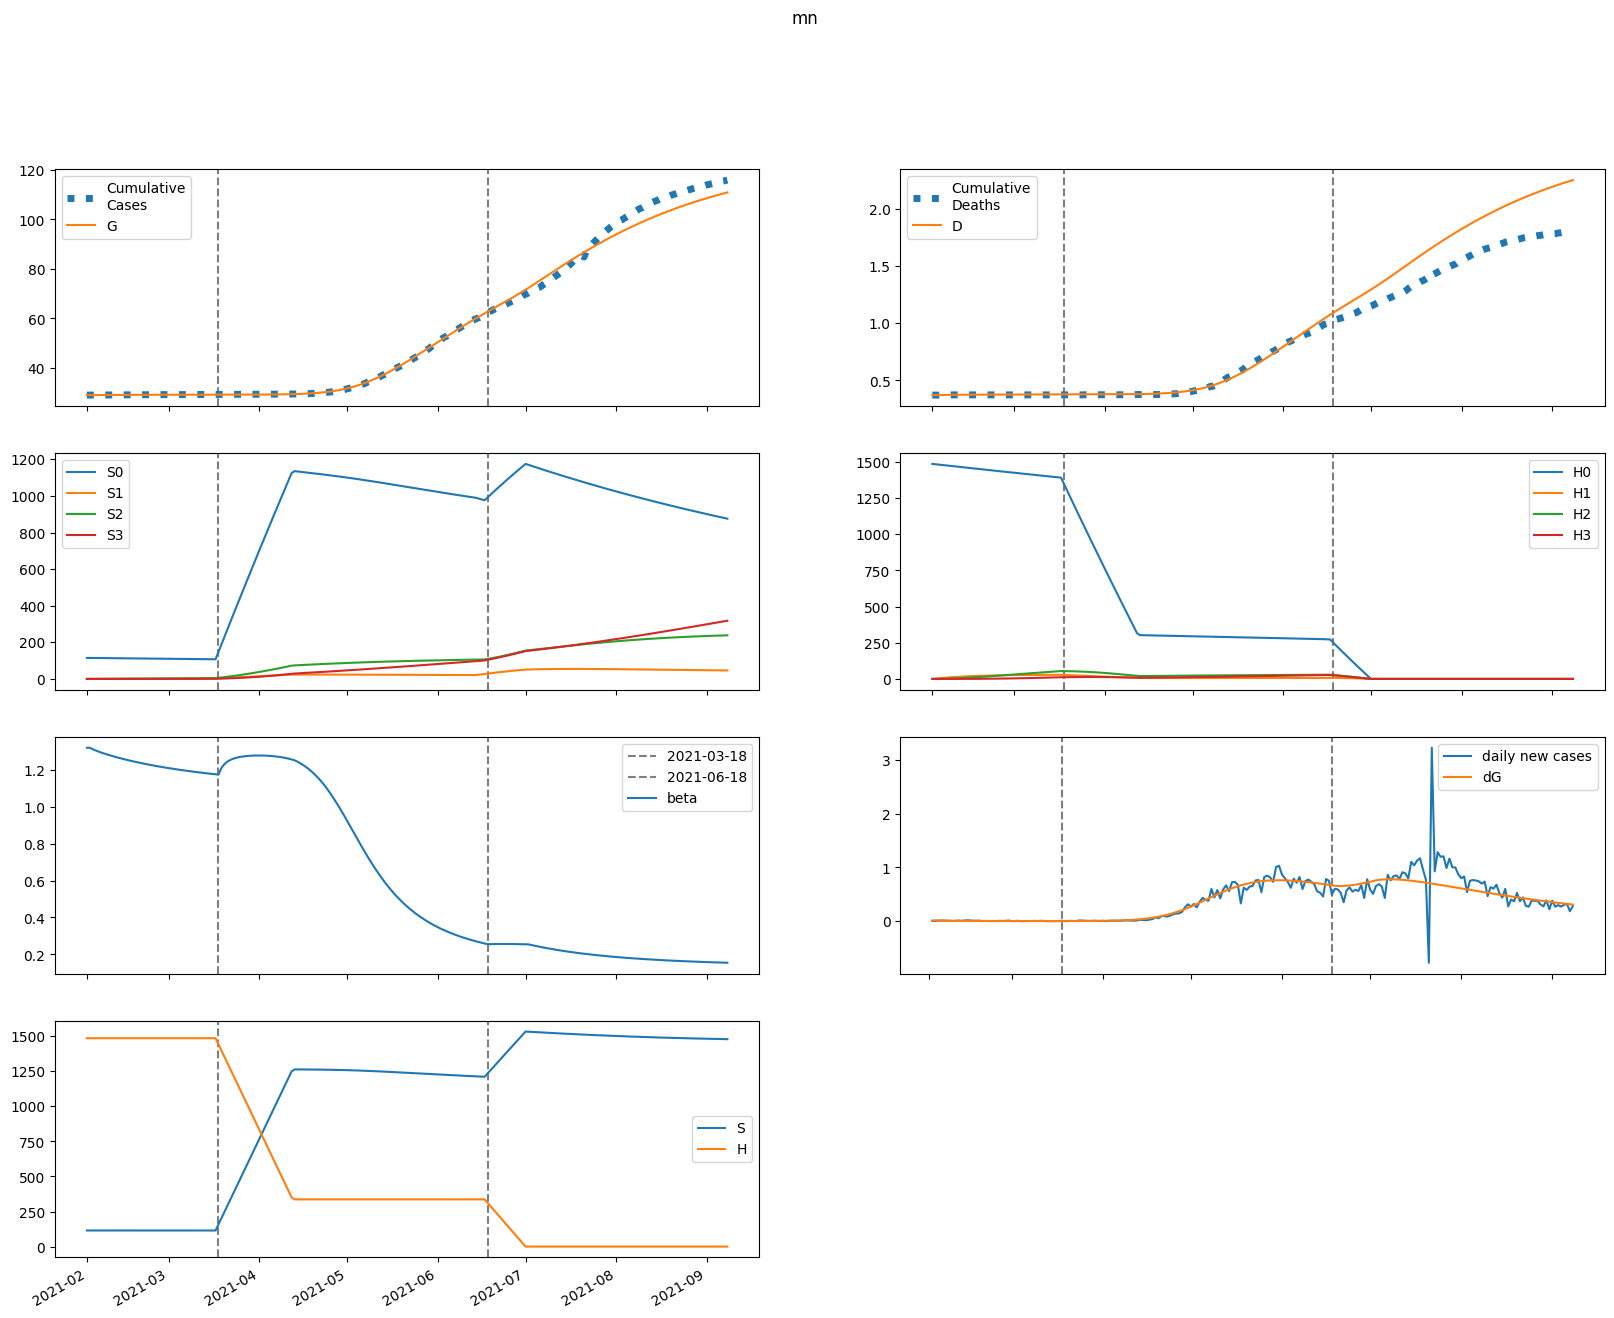 mn
120
100
80
60
40
Cumulative
Cases
G
2.0
1.5
1.0
0.5
Cumulative
Deaths
D
1200
1000
800
600
400
200
0
S0
S1
S2
S3
1500
1250
1000
750
500
250
0
H0
H1
H2
H3
1.2
1.0
0.8
0.6
0.4
0.2
2021-03-18
2021-06-18
beta
3
2
1
0
daily new cases
dG
1500
1250
1000
750
500
250
0
S
H
2021-02
2021-03
2021-04
2021-05
2021-06
2021-07
2021-08
2021-09